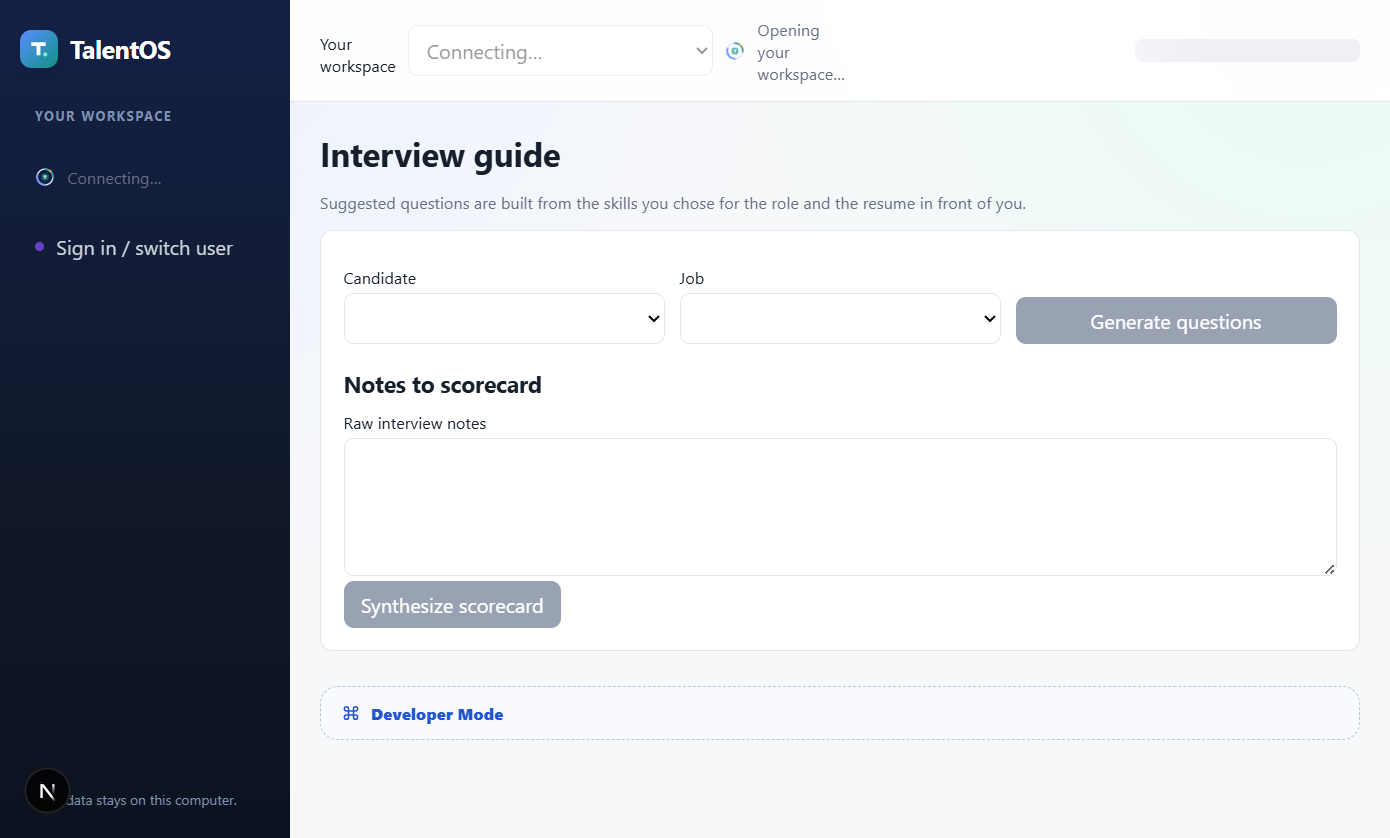 T.
TalentOS
YOUR WORKSPACE
Connecting...
Sign in / switch user
data stays on this computer.
N
Your
workspace
Connecting...
Opening
your
workspace...
Interview guide
Suggested questions are built from the skills you chose for the role and the resume in front of you.
Candidate
Job
Generate questions
Notes to scorecard
Raw interview notes
Synthesize scorecard
⌘ Developer Mode